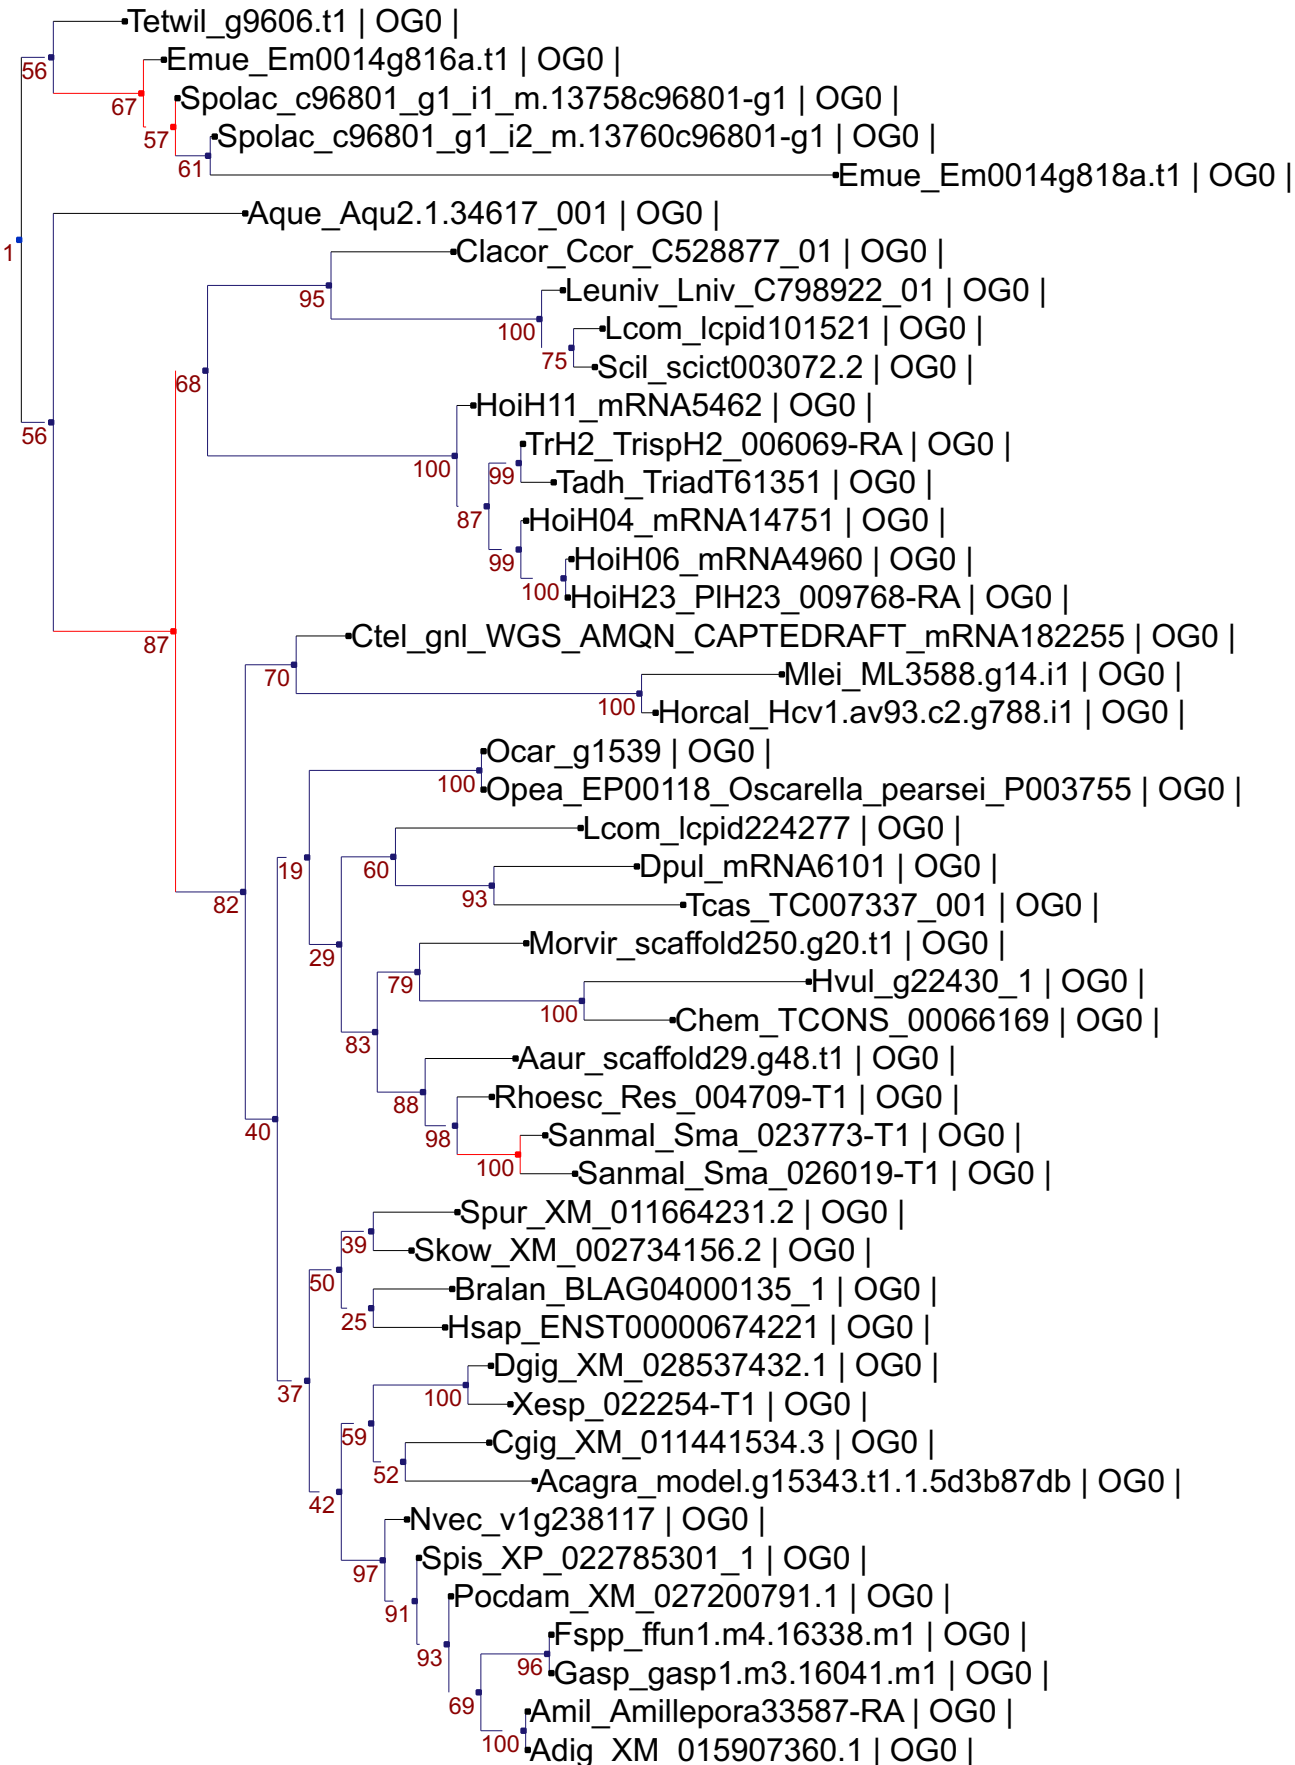 Tetwil_g9606.t1 | OG0 |
56
Emue_Em0014g816a.t1 | OG0 |
67
Spolac_c96801_g1_i1_m.13758c96801-g1 | OG0 |
57
Spolac_c96801_g1_i2_m.13760c96801-g1 | OG0 |
61
Emue_Em0014g818a.t1 | OG0 |
Aque_Aqu2.1.34617_001 | OG0 |
1
Clacor_Ccor_C528877_01 | OG0 |
95
Leuniv_Lniv_C798922_01 | OG0 |
100
Lcom_lcpid101521 | OG0 |
75
Scil_scict003072.2 | OG0 |
68
HoiH11_mRNA5462 | OG0 |
56
TrH2_TrispH2_006069-RA | OG0 |
100
99
Tadh_TriadT61351 | OG0 |
87
HoiH04_mRNA14751 | OG0 |
99
HoiH06_mRNA4960 | OG0 |
100
HoiH23_PlH23_009768-RA | OG0 |
87
Ctel_gnl_WGS_AMQN_CAPTEDRAFT_mRNA182255 | OG0 |
70
Mlei_ML3588.g14.i1 | OG0 |
100
Horcal_Hcv1.av93.c2.g788.i1 | OG0 |
Ocar_g1539 | OG0 |
100
Opea_EP00118_Oscarella_pearsei_P003755 | OG0 |
Lcom_lcpid224277 | OG0 |
19
60
Dpul_mRNA6101 | OG0 |
93
82
Tcas_TC007337_001 | OG0 |
29
Morvir_scaffold250.g20.t1 | OG0 |
79
Hvul_g22430_1 | OG0 |
100
Chem_TCONS_00066169 | OG0 |
83
Aaur_scaffold29.g48.t1 | OG0 |
88
Rhoesc_Res_004709-T1 | OG0 |
40
98
Sanmal_Sma_023773-T1 | OG0 |
100
Sanmal_Sma_026019-T1 | OG0 |
Spur_XM_011664231.2 | OG0 |
39
Skow_XM_002734156.2 | OG0 |
50
Bralan_BLAG04000135_1 | OG0 |
25
Hsap_ENST00000674221 | OG0 |
Dgig_XM_028537432.1 | OG0 |
37
100
Xesp_022254-T1 | OG0 |
59
Cgig_XM_011441534.3 | OG0 |
52
Acagra_model.g15343.t1.1.5d3b87db | OG0 |
42
Nvec_v1g238117 | OG0 |
97
Spis_XP_022785301_1 | OG0 |
91
Pocdam_XM_027200791.1 | OG0 |
93
Fspp_ffun1.m4.16338.m1 | OG0 |
96
Gasp_gasp1.m3.16041.m1 | OG0 |
69
Amil_Amillepora33587-RA | OG0 |
100
Adig_XM_015907360.1 | OG0 |